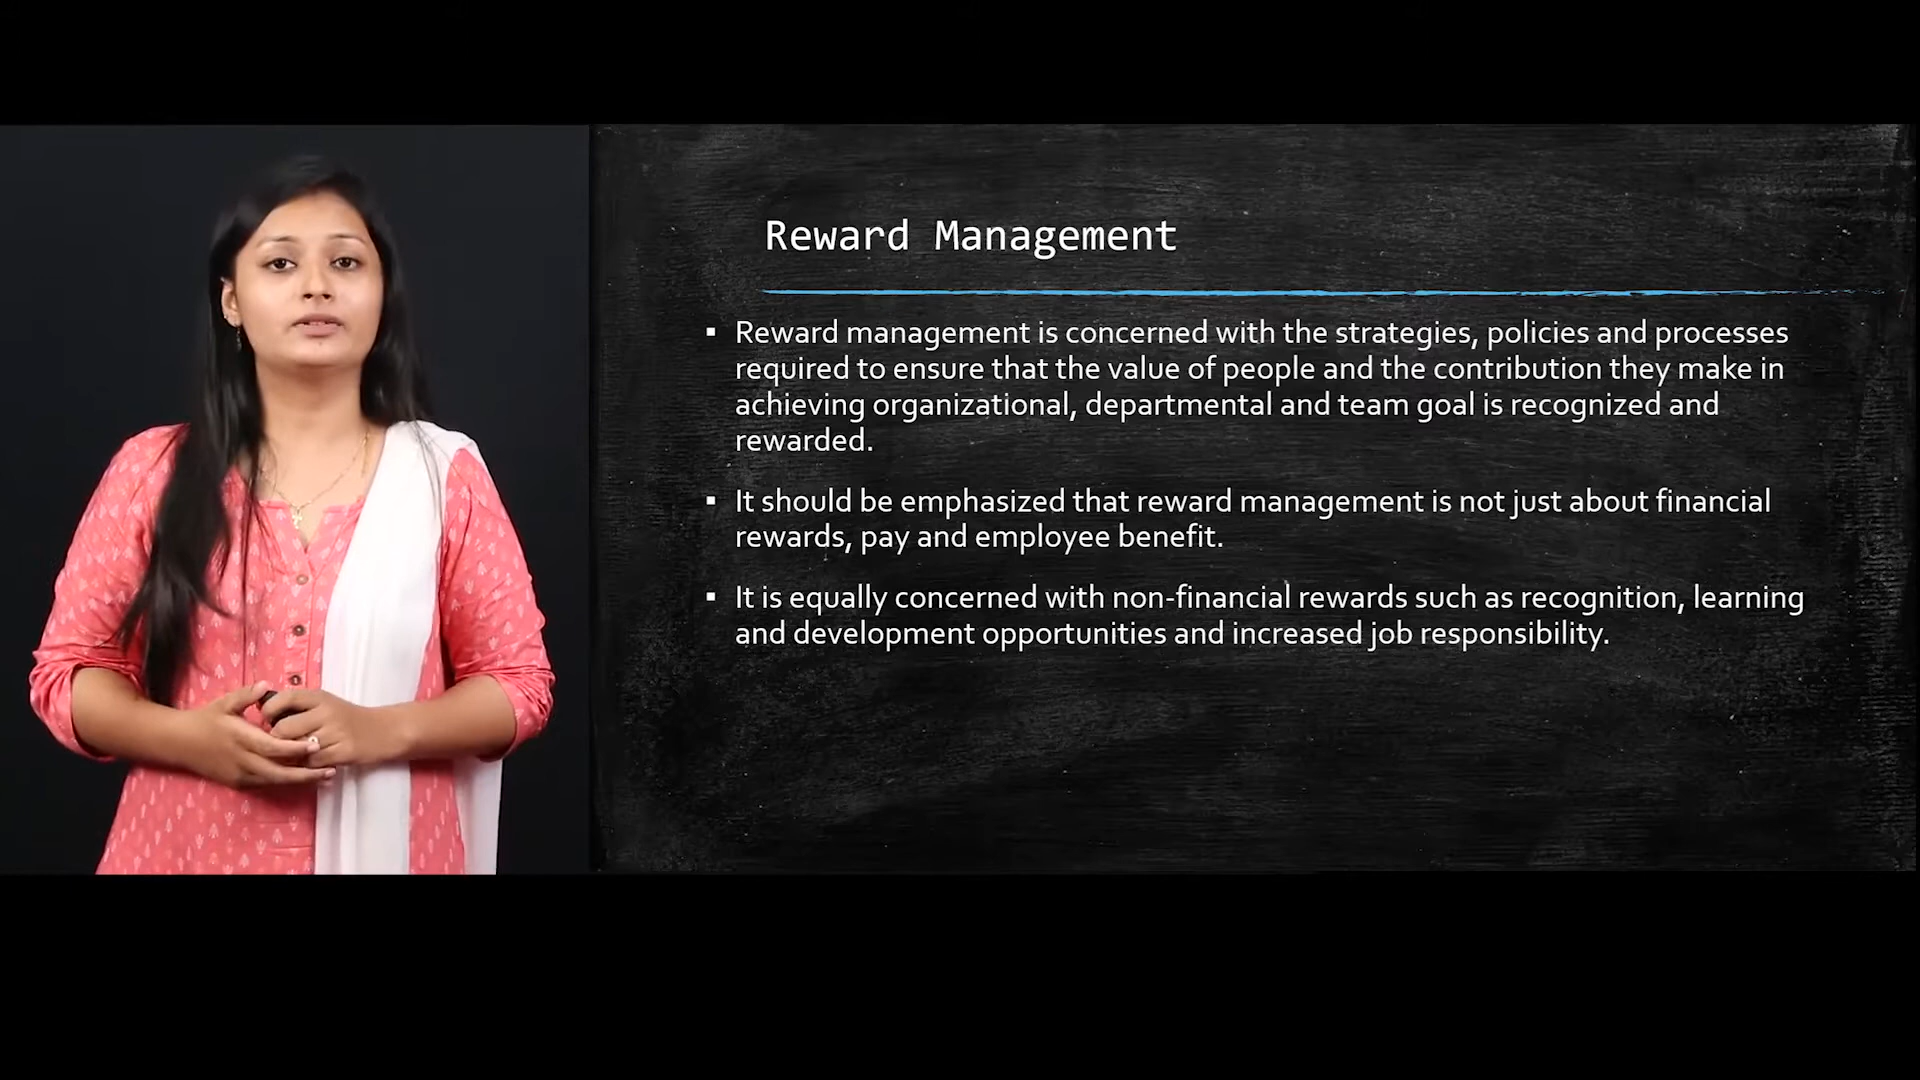 Reward Management
▪ Reward management is concerned with the strategies, policies and processes
required to ensure that the value of people and the contribution they make in
achieving organizational, departmental and team goal is recognized and
rewarded.
▪ It should be emphasized that reward management is not just about financial
rewards, pay and employee benefit.
▪ It is equally concerned with non-financial rewards such as recognition, learning
and development opportunities and increased job responsibility.